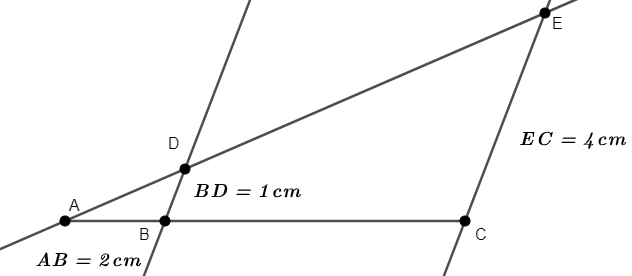 E
EC = 4cm
D
BD = 1cm
A
B
C
AB = 2cm